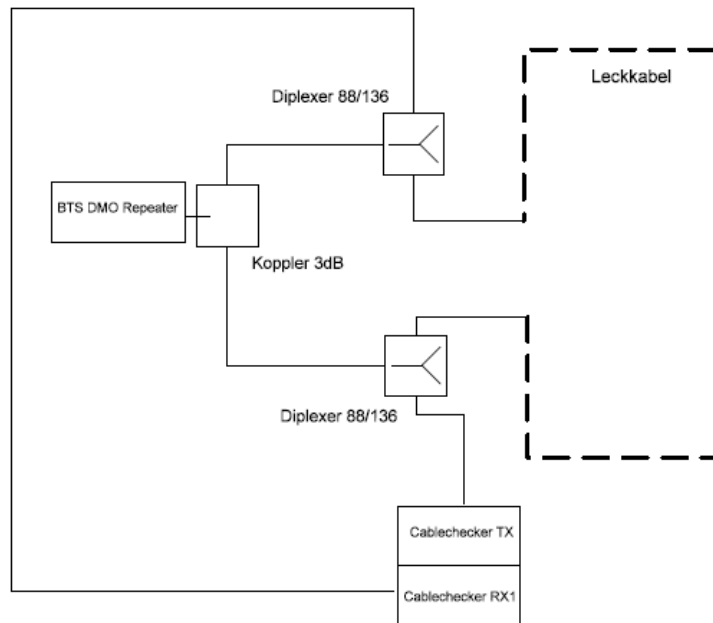 Leckkabel
Diplexer 88/136
BTS DMO Repeater
Koppler 3dB
Diplexer 88/136
Cablechecker TX
Cablechecker RX1